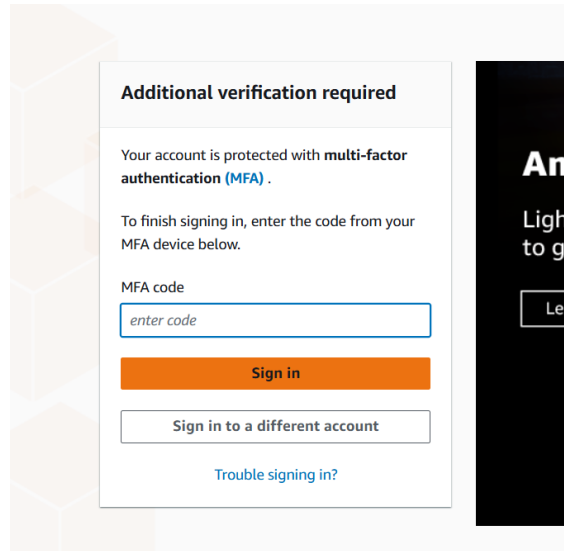 Additional verification required
Your account is protected with multi-factor
authentication (MFA) .
To finish signing in, enter the code from your
MFA device below.
MFA code
enter code
Sign in
Sign in to a different account
Trouble signing in?
to g